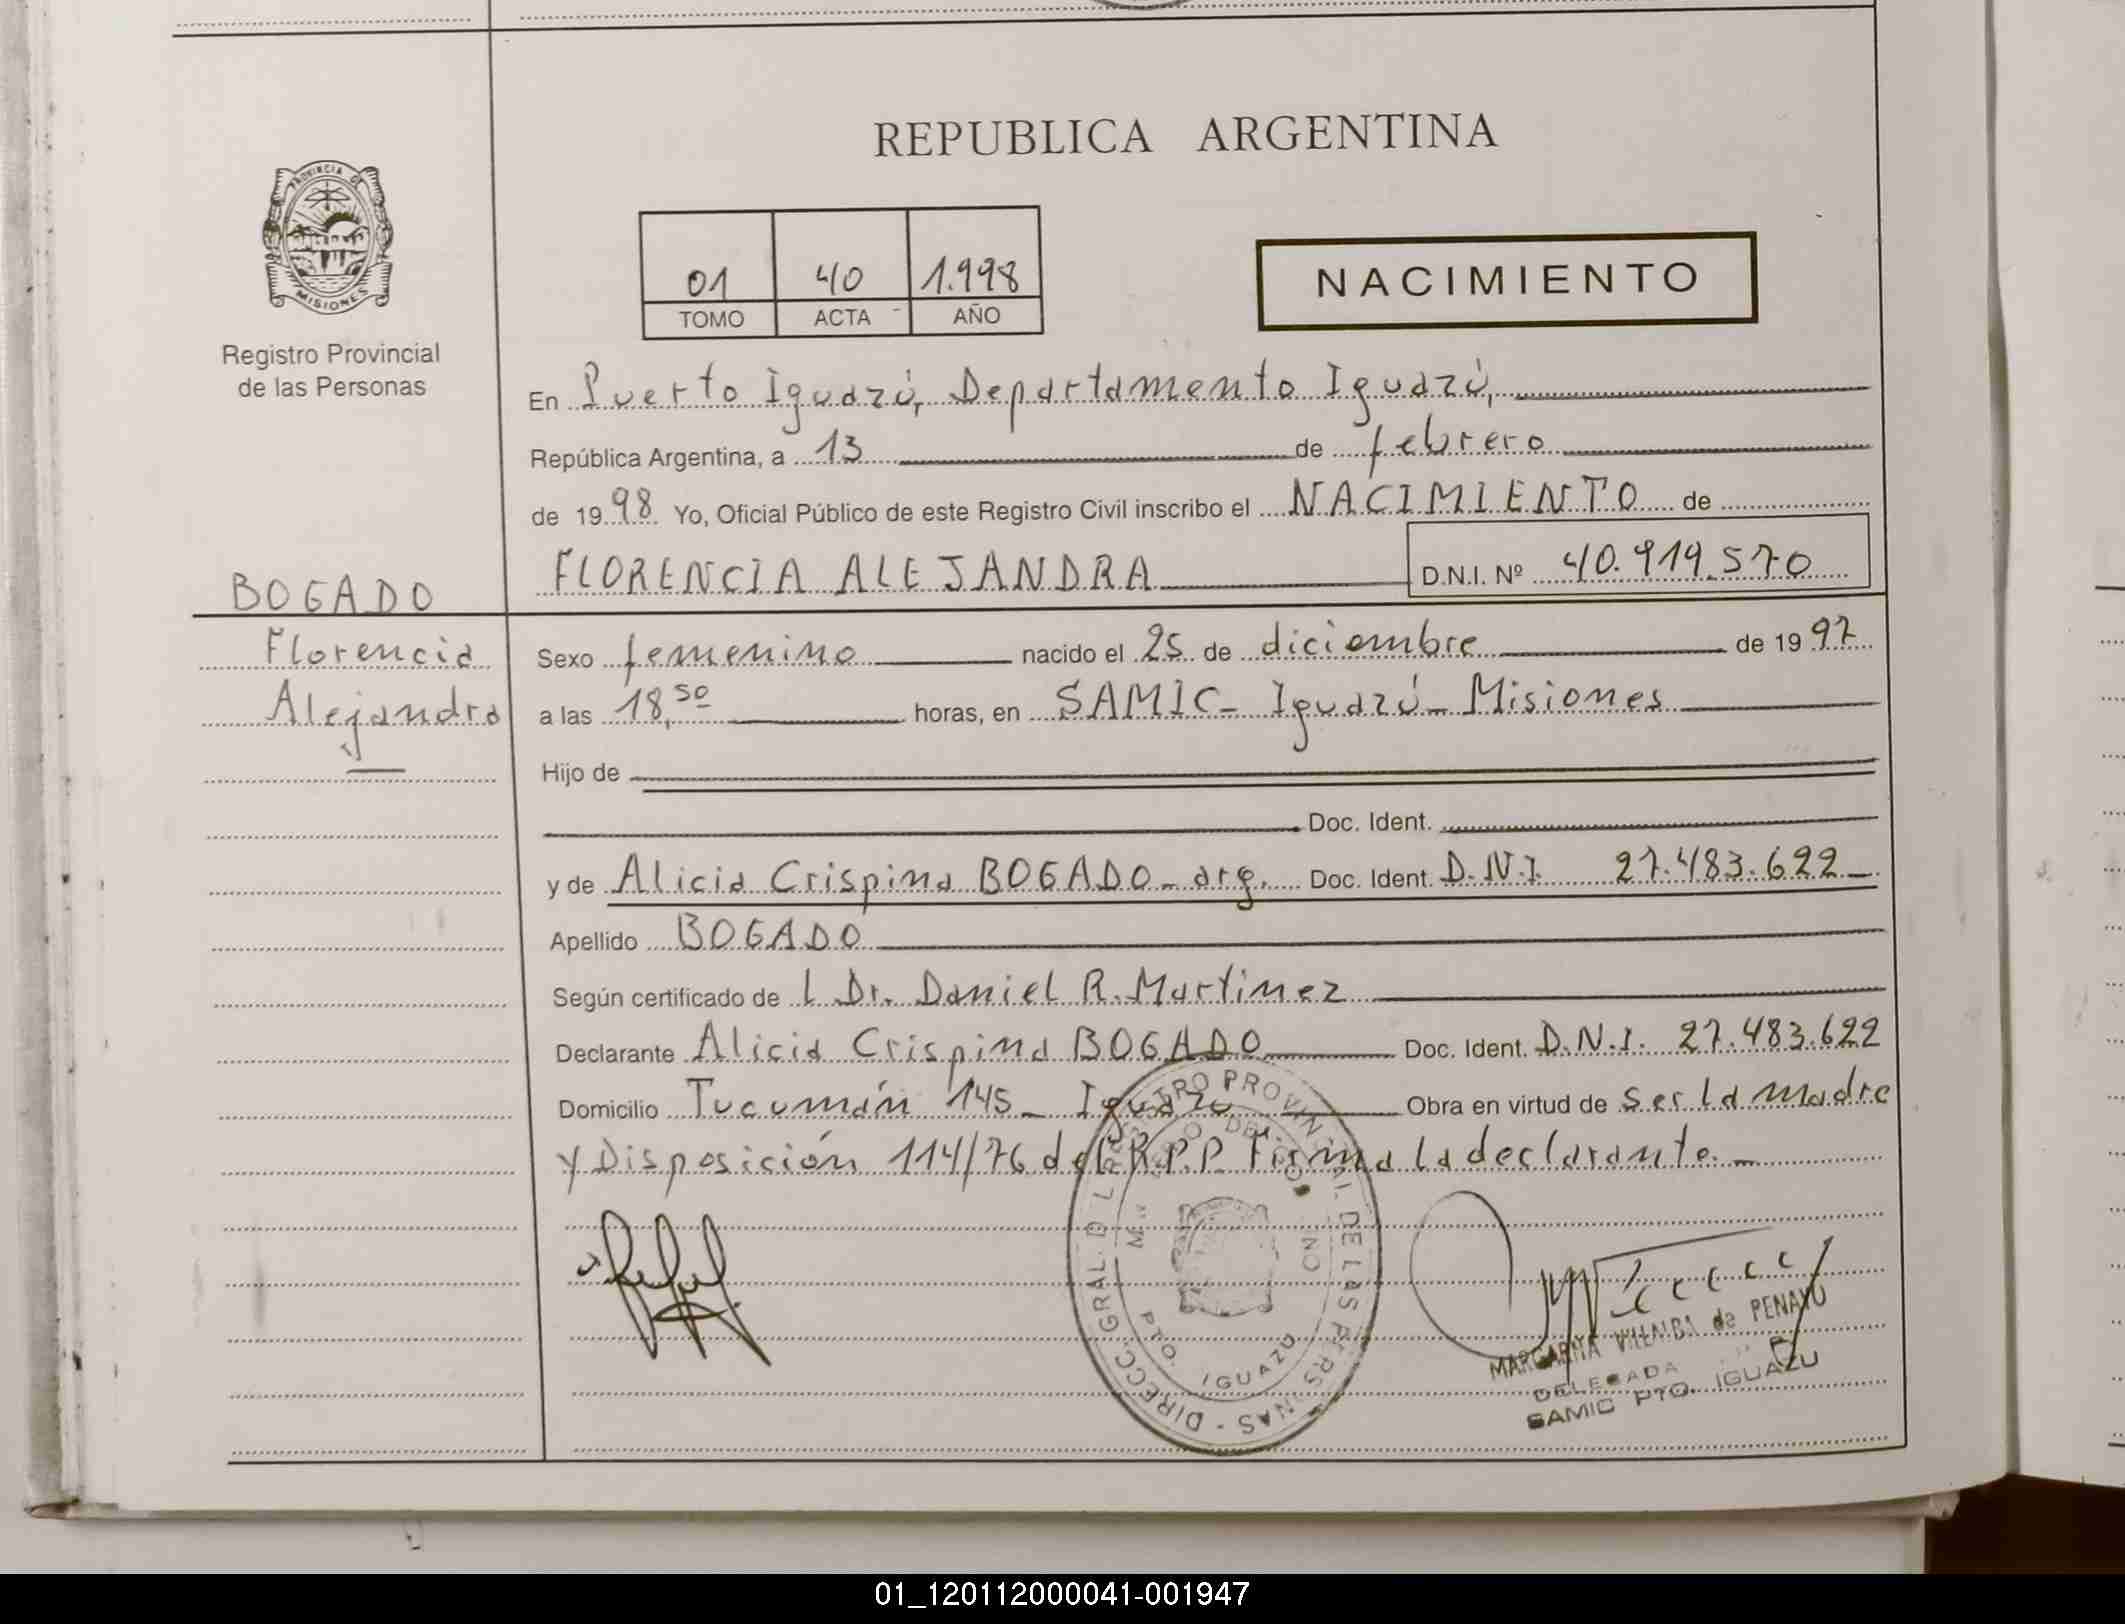 REPUBLICA ARGENTINA
PROVINCIA DE
MISIONES
Registro Provincial
de las Personas
01 40 1.998
TOMO ACTA AÑO
NACIMIENTO
En Puerto Iguazú, Departamento Iguazú,
República Argentina, a 13 de febrero
de 1998 Yo, Oficial Público de este Registro Civil inscribo el NACIMIENTO de
FLORENCIA ALEJANDRA D.N.I. Nº 40.919.570
BOGADO
Florencia
Alejandra
Sexo femenino nacido el 25 de diciembre de 1997
a las 18,50 horas, en SAMIC- Iguazú- Misiones
Hijo de
Doc. Ident.
y de Alicia Crispina BOGADO- arg. Doc. Ident. D.N.I. 27.483.622-
Apellido BOGADO
Según certificado de l Dr. Daniel R. Martinez
Declarante Alicia Crispina BOGADO Doc. Ident. D.N.I. 27.483.622
Domicilio Tucumán 145- Iguazú Obra en virtud de ser la madre
y Disposición 114/76 del R.P.P. Firma la declarante.-
DIRECC. GRAL. D L REGISTRO PROVINCIAL DE LAS PERSONAS -
PTO. IGUAZU
MARGARITA VILLALBA de PENAYO
DELEGADA
SAMIC PTO. IGUAZU
01_120112000041-001947